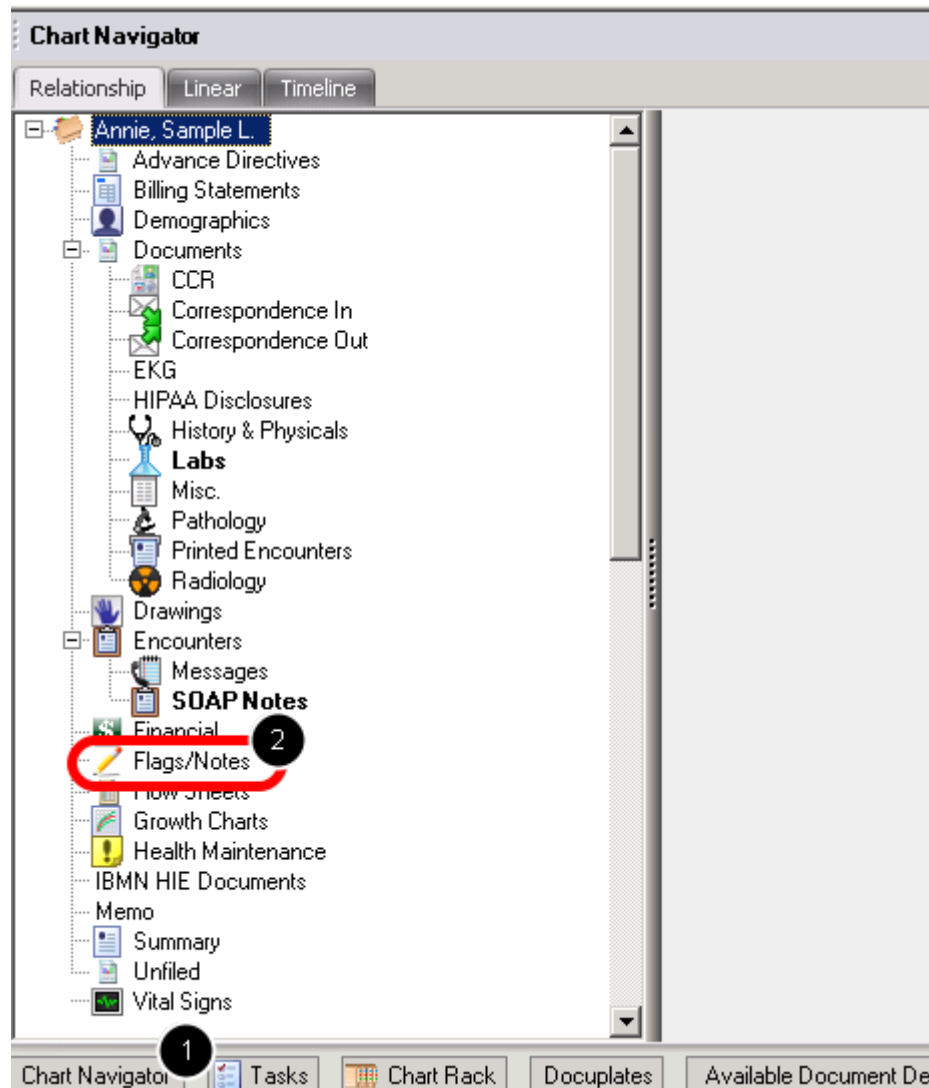 Chart Navigator
Relationship Linear Timeline
Annie, Sample L.
Advance Directives
Billing Statements
Demographics
Documents
CCR
Correspondence In
Correspondence Out
EKG
HIPAA Disclosures
History & Physicals
Labs
Misc.
Pathology
Printed Encounters
Radiology
Drawings
Encounters
Messages
SOAP Notes
Financial
2
Flags/Notes
Flow Sheets
Growth Charts
Health Maintenance
IBMN HIE Documents
Memo
Summary
Unfiled
Vital Signs
1
Chart Navigator Tasks Chart Rack Docuplates Available Document De